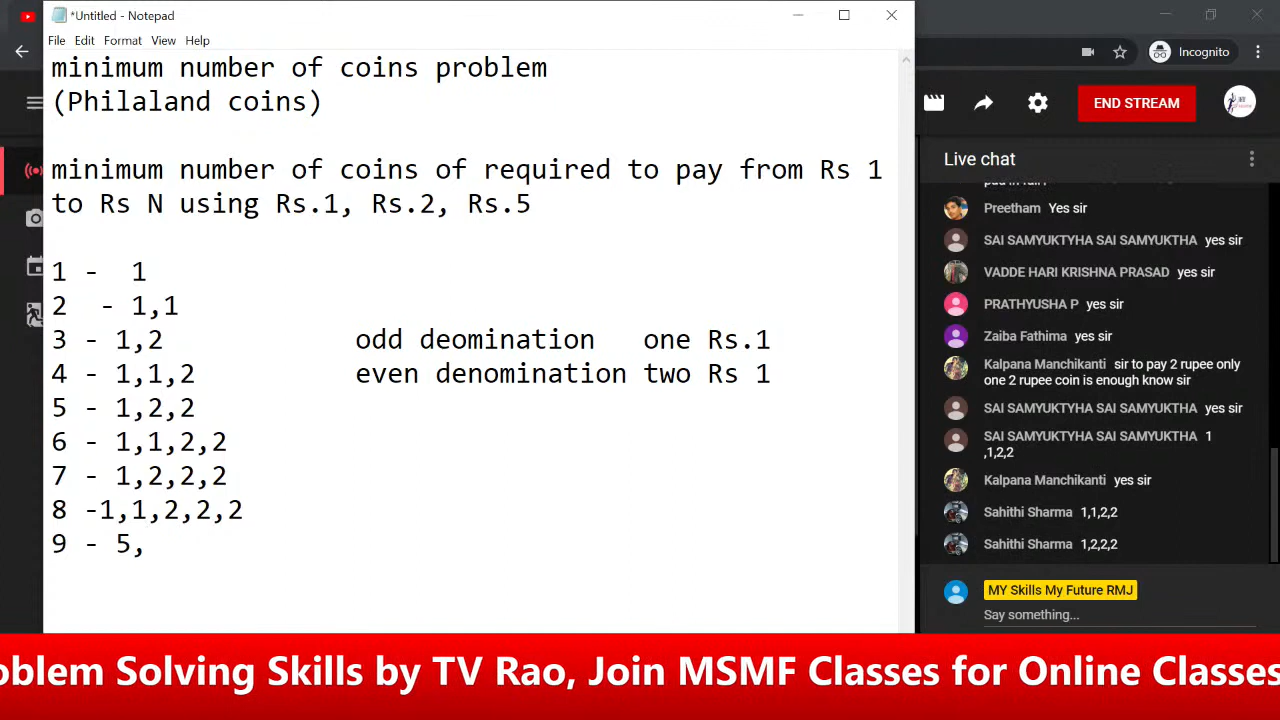 *Untitled - Notepad
File Edit Format View Help
minimum number of coins problem
(Philaland coins)
minimum number of coins of required to pay from Rs 1
to Rs N using Rs.1, Rs.2, Rs.5
1 - 1
2 - 1,1
3 - 1,2 odd deomination one Rs.1
4 - 1,1,2 even denomination two Rs 1
5 - 1,2,2
6 - 1,1,2,2
7 - 1,2,2,2
8 -1,1,2,2,2
9 - 5,
Incognito
END STREAM
Live chat
Preetham Yes sir
SAI SAMYUKTYHA SAI SAMYUKTHA yes sir
VADDE HARI KRISHNA PRASAD yes sir
PRATHYUSHA P yes sir
Zaiba Fathima yes sir
Kalpana Manchikanti sir to pay 2 rupee only
one 2 rupee coin is enough know sir
SAI SAMYUKTYHA SAI SAMYUKTHA yes sir
SAI SAMYUKTYHA SAI SAMYUKTHA 1
,1,2,2
Kalpana Manchikanti yes sir
Sahithi Sharma 1,1,2,2
Sahithi Sharma 1,2,2,2
MY Skills My Future RMJ
Say something...
oblem Solving Skills by TV Rao, Join MSMF Classes for Online Classes